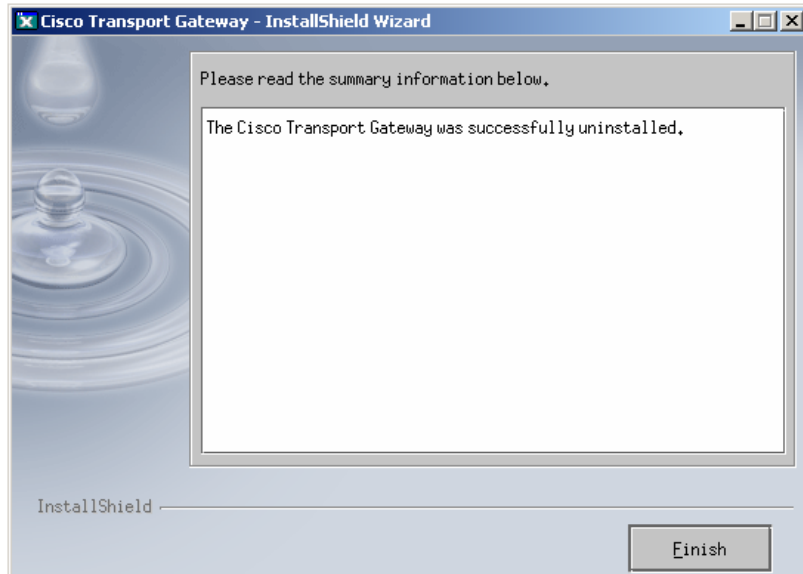 Cisco Transport Gateway - InstallShield Wizard
Please read the summary information below.
The Cisco Transport Gateway was successfully uninstalled.
InstallShield
Finish